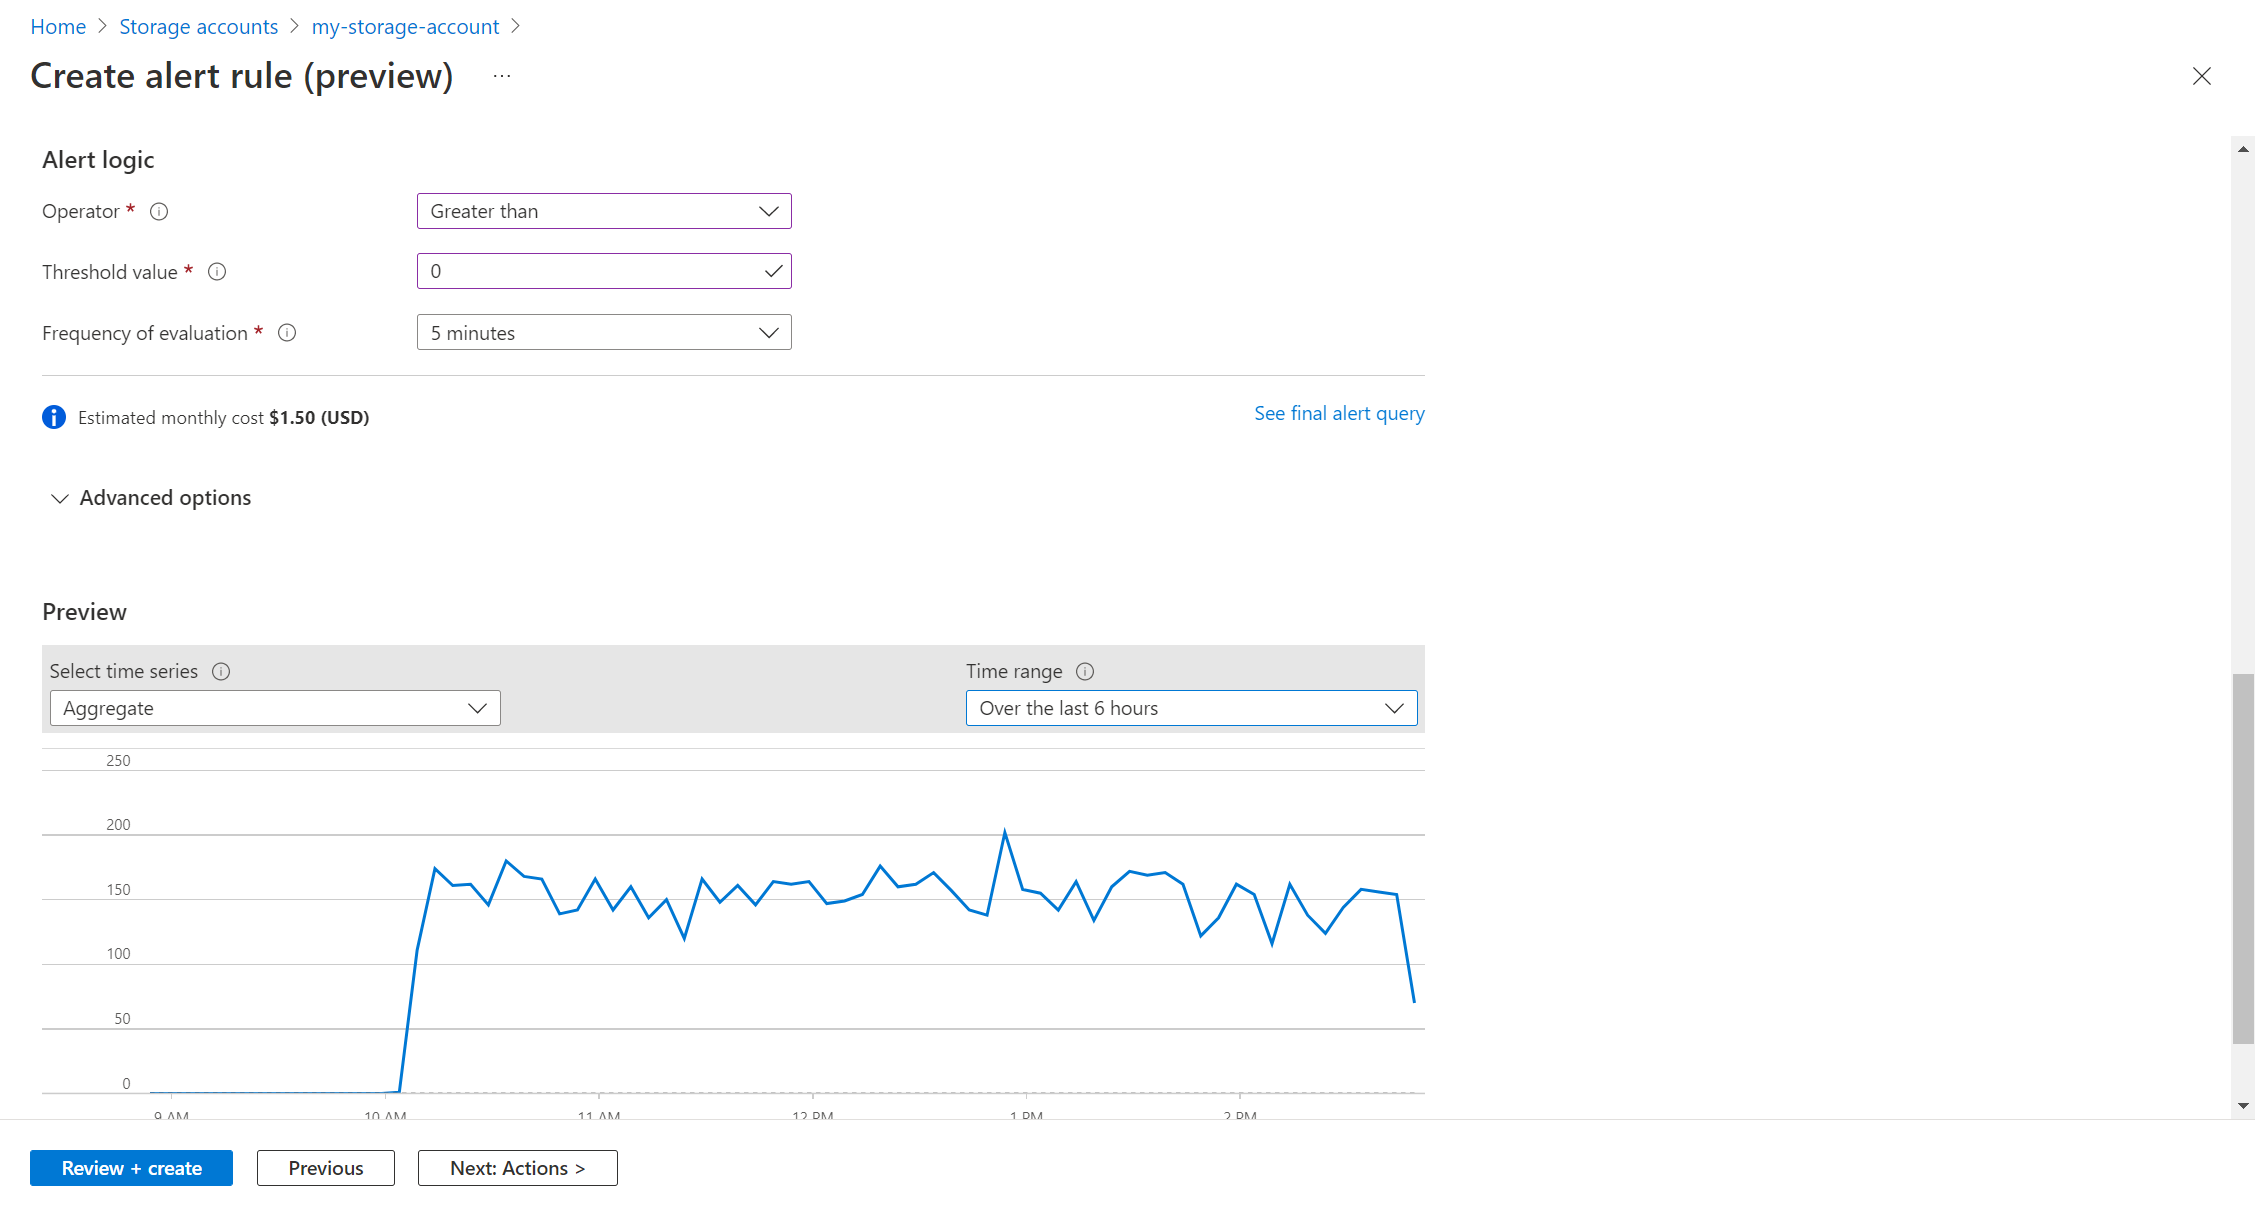 Home > Storage accounts > my-storage-account >
Create alert rule (preview) ...
Alert logic
Operator *
Greater than
Threshold value *
0
Frequency of evaluation *
5 minutes
Estimated monthly cost $1.50 (USD)
See final alert query
Advanced options
Preview
Select time series
Time range
Aggregate
Over the last 6 hours
250
200
150
100
50
0
9 AM 10 AM 11 AM 12 PM 1 PM 2 PM
Review + create
Previous
Next: Actions >